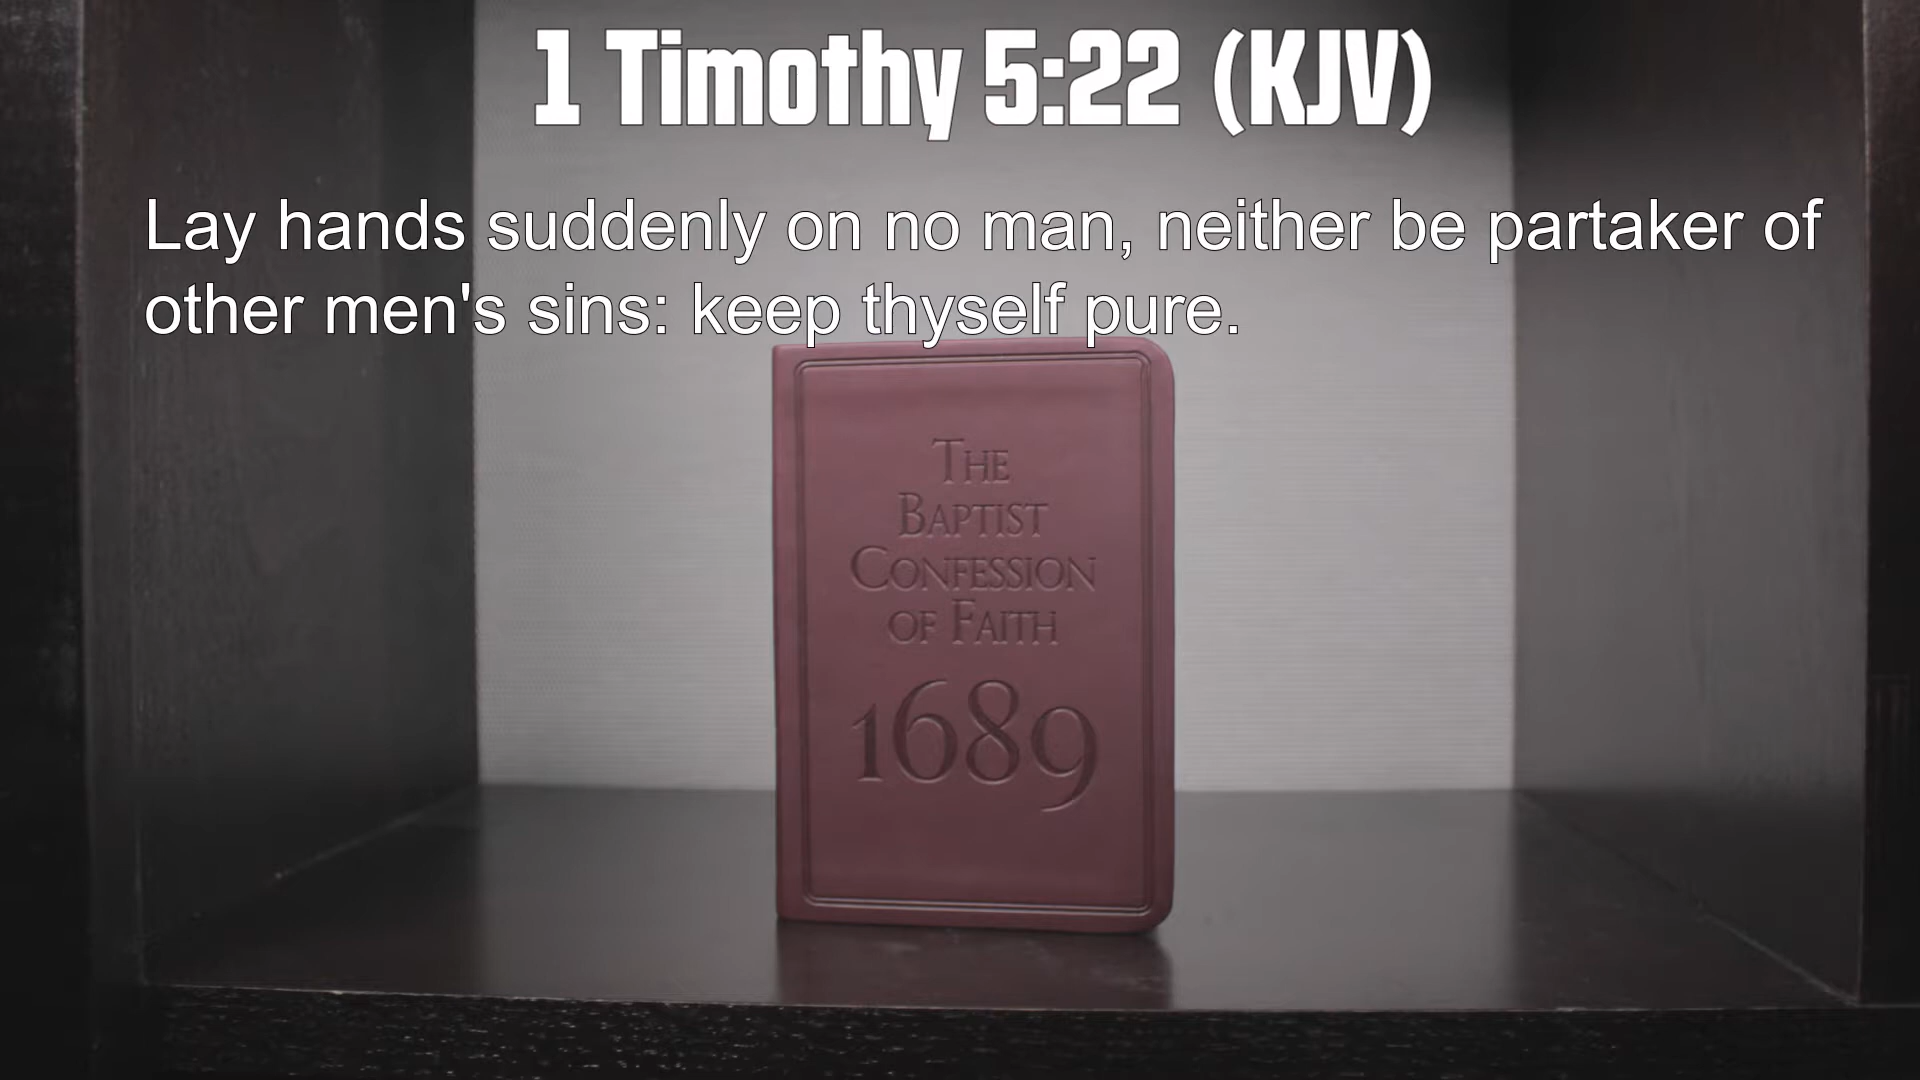 1 Timothy 5:22 (KJV)
Lay hands suddenly on no man, neither be partaker of
other men's sins: keep thyself pure.
The
Baptist
Confession
of Faith
1689